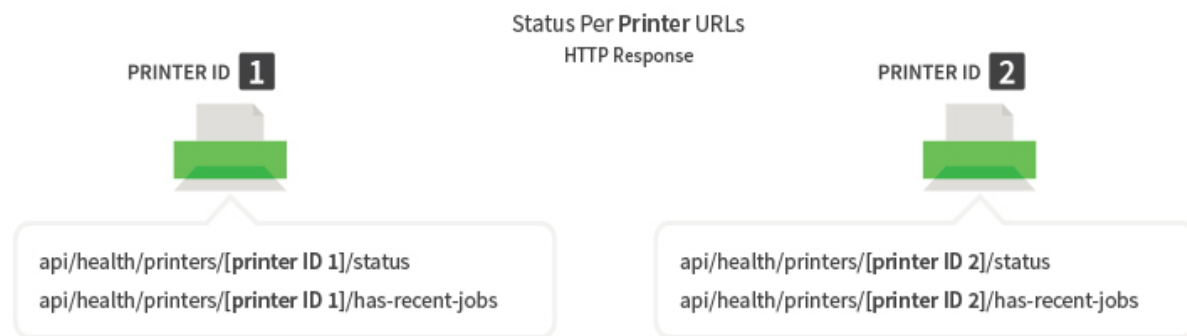 Status Per Printer URLs
HTTP Response
PRINTER ID 1
PRINTER ID 2
api/health/printers/[printer ID 1]/status
api/health/printers/[printer ID 1]/has-recent-jobs
api/health/printers/[printer ID 2]/status
api/health/printers/[printer ID 2]/has-recent-jobs